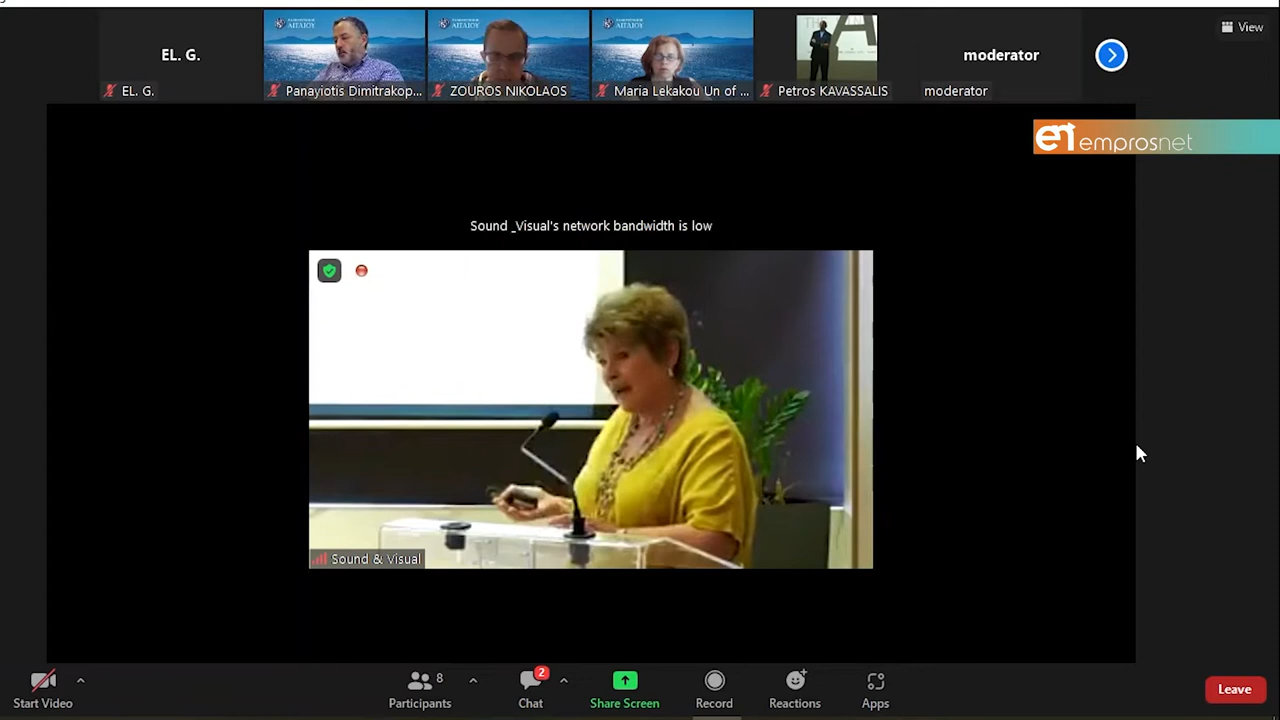 EL. G.
moderator
View
EL. G.
Panayiotis Dimitrakop...
ZOUROS NIKOLAOS
Maria Lekakou Un of ...
Petros KAVASSALIS
moderator
en emprosnet
Sound _Visual's network bandwidth is low
Sound & Visual
8
2
Start Video
Participants
Chat
Share Screen
Record
Reactions
Apps
Leave